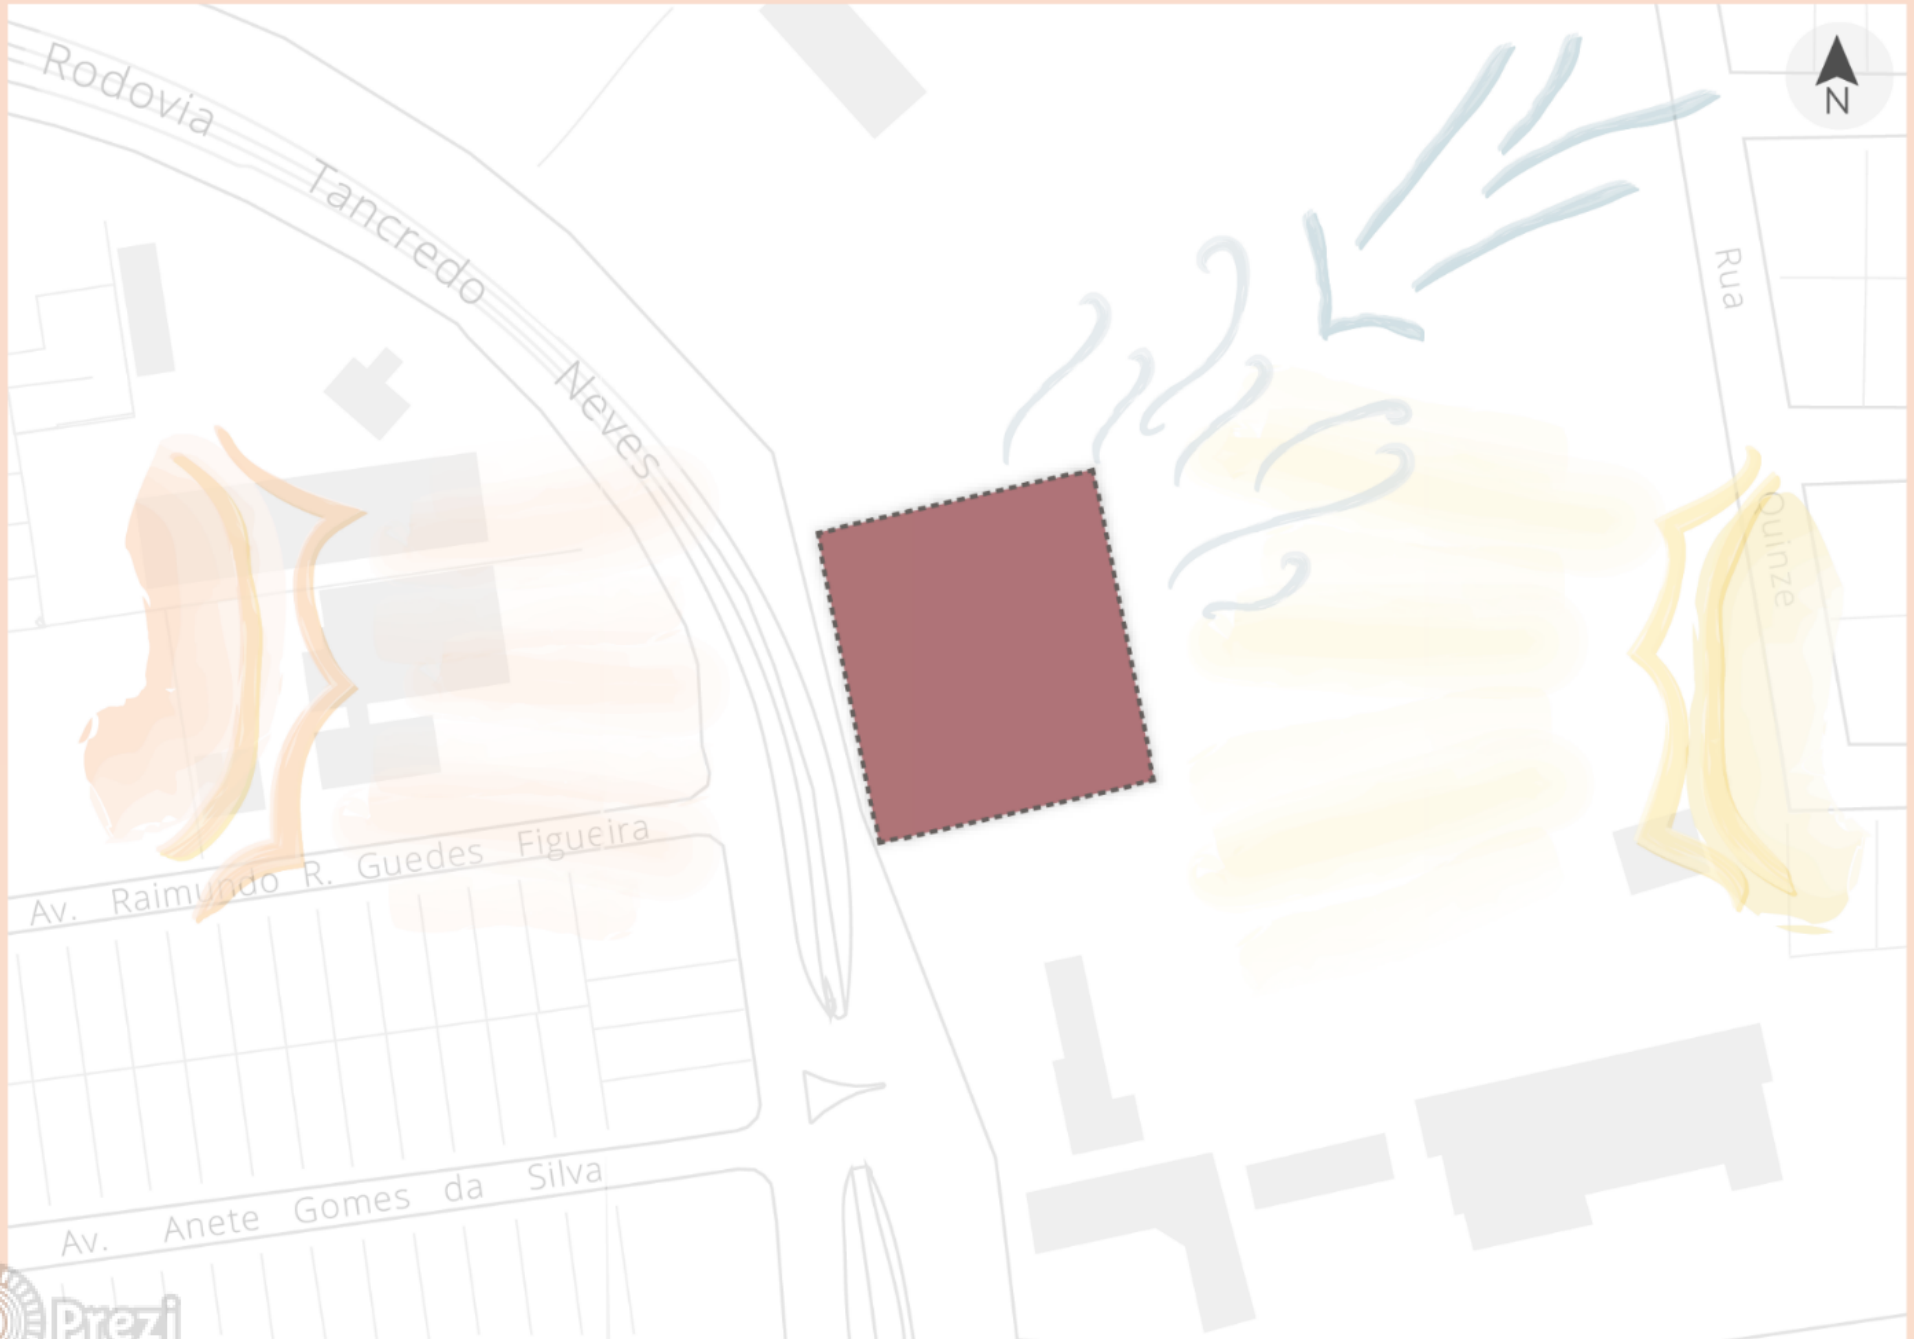 Rodovia Tancredo Neves
N
Rua Quinze
Av. Raimundo R. Guedes Figueira
Av. Anete Gomes da Silva
Prezi